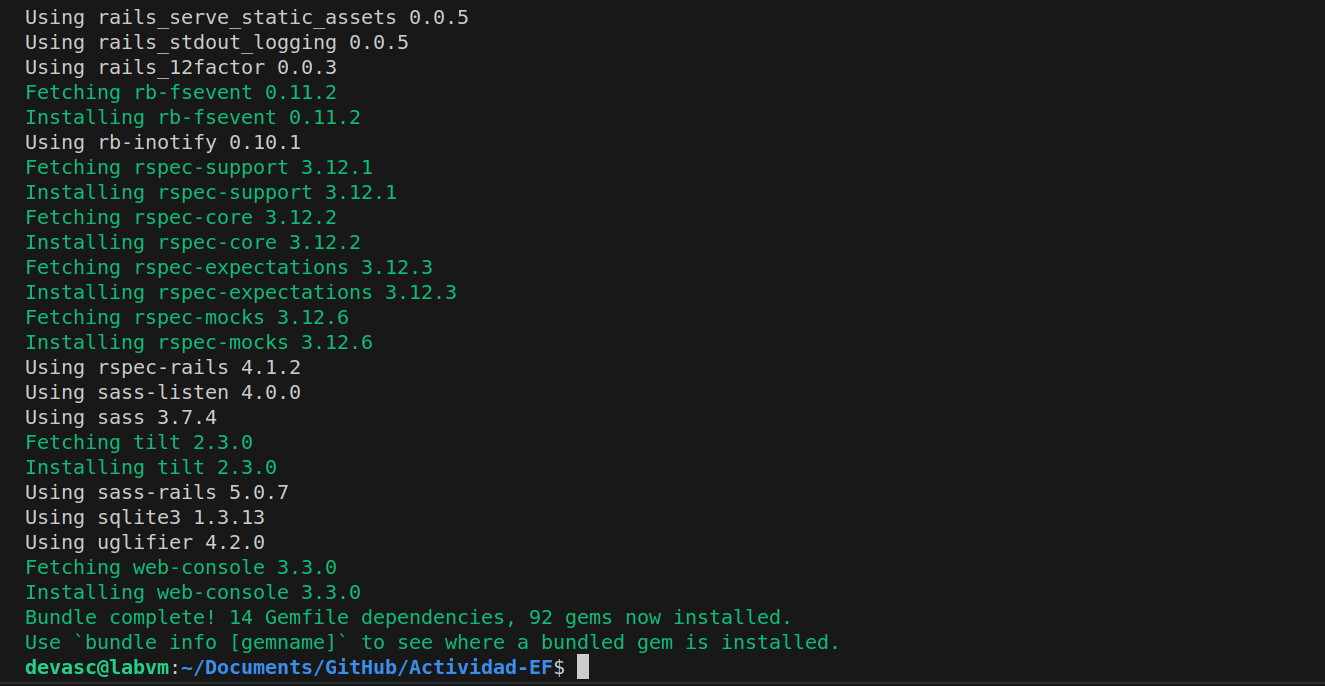 Using rails_serve_static_assets 0.0.5
Using rails_stdout_logging 0.0.5
Using rails_12factor 0.0.3
Fetching rb-fsevent 0.11.2
Installing rb-fsevent 0.11.2
Using rb-inotify 0.10.1
Fetching rspec-support 3.12.1
Installing rspec-support 3.12.1
Fetching rspec-core 3.12.2
Installing rspec-core 3.12.2
Fetching rspec-expectations 3.12.3
Installing rspec-expectations 3.12.3
Fetching rspec-mocks 3.12.6
Installing rspec-mocks 3.12.6
Using rspec-rails 4.1.2
Using sass-listen 4.0.0
Using sass 3.7.4
Fetching tilt 2.3.0
Installing tilt 2.3.0
Using sass-rails 5.0.7
Using sqlite3 1.3.13
Using uglifier 4.2.0
Fetching web-console 3.3.0
Installing web-console 3.3.0
Bundle complete! 14 Gemfile dependencies, 92 gems now installed.
Use `bundle info [gemname]` to see where a bundled gem is installed.
devasc@labvm:~/Documents/GitHub/Actividad-EF$